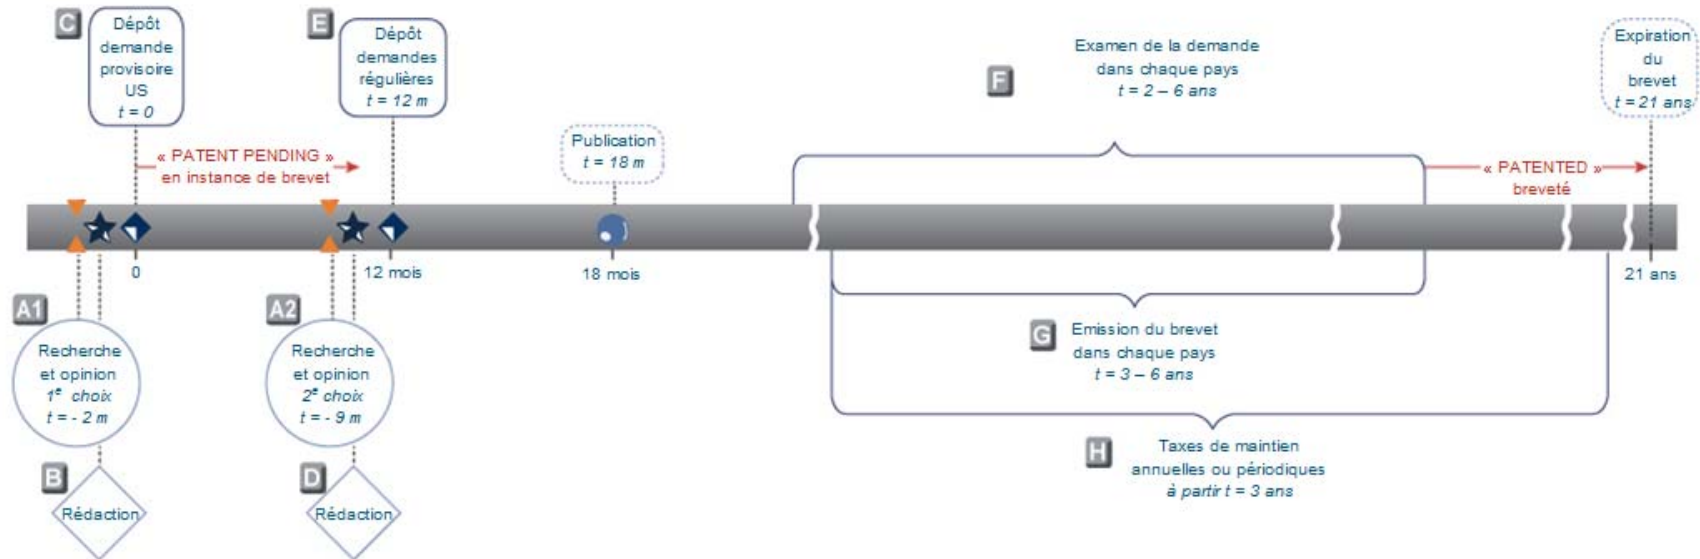 C
Dépôt
demande
provisoire
US
t = 0
E
Dépôt
demandes
régulières
t = 12 m
« PATENT PENDING »
en instance de brevet
Publication
t = 18 m
F
Examen de la demande
dans chaque pays
t = 2 – 6 ans
« PATENTED »
breveté
Expiration
du
brevet
t = 21 ans
0
12 mois
18 mois
21 ans
A1
Recherche
et opinion
1e choix
t = - 2 m
B
Rédaction
A2
Recherche
et opinion
2e choix
t = - 9 m
D
Rédaction
G
Emission du brevet
dans chaque pays
t = 3 – 6 ans
H
Taxes de maintien
annuelles ou périodiques
à partir t = 3 ans